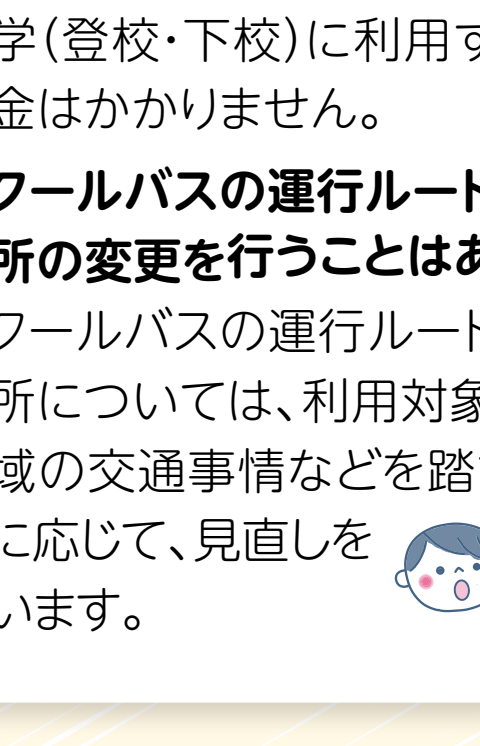 学(登校・下校)に利用す
金はかかりません。
クールバスの運行ルート
所の変更を行うことはあ
クールバスの運行ルート
所については、利用対象
域の交通事情などを踏
に応じて、見直しを
います。